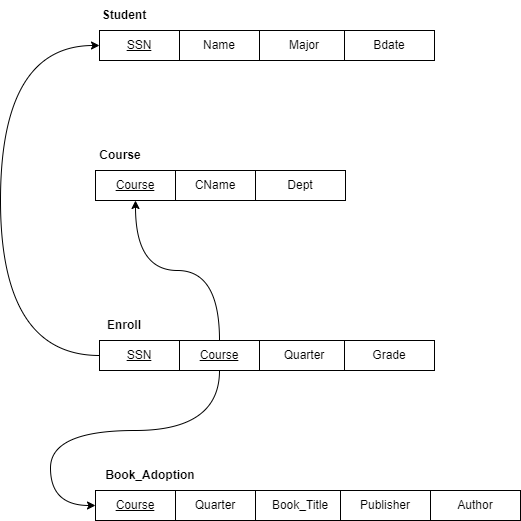 Student
SSN Name Major Bdate
Course
Course CName Dept
Enroll
SSN Course Quarter Grade
Book_Adoption
Course Quarter Book_Title Publisher Author